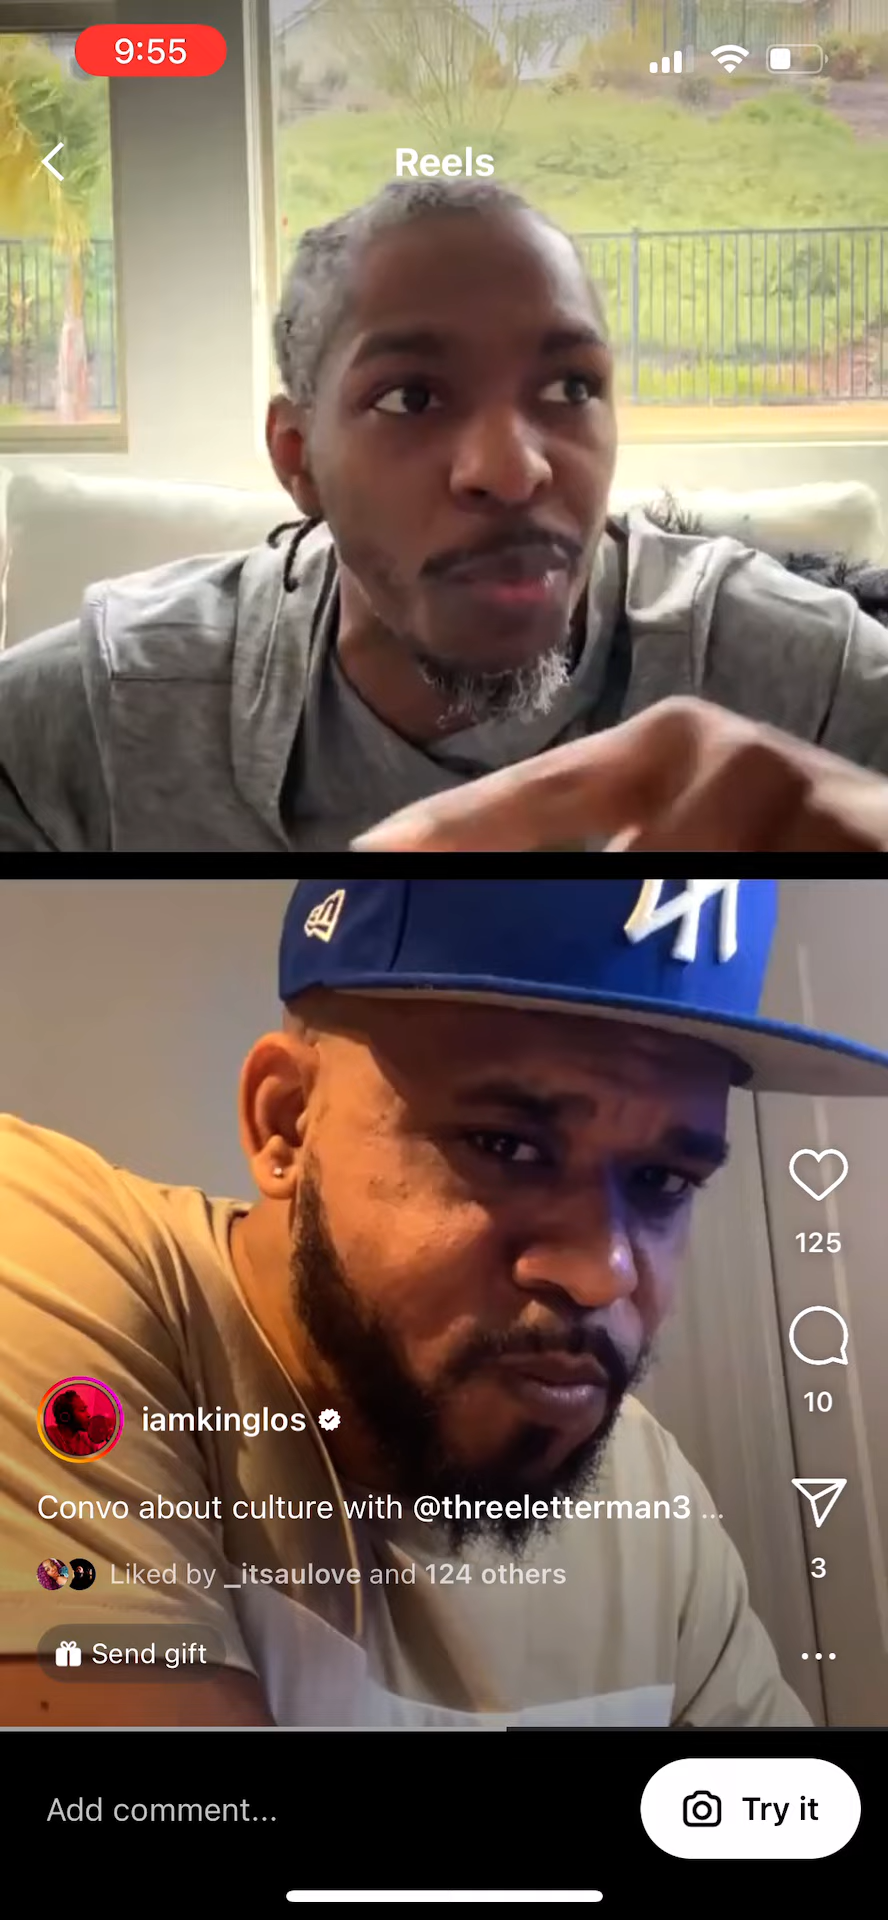 9:55
Reels
125
10
iamkinglos
Convo about culture with @threeletterman3 ...
3
Liked by _itsaulove and 124 others
Send gift
Add comment...
Try it